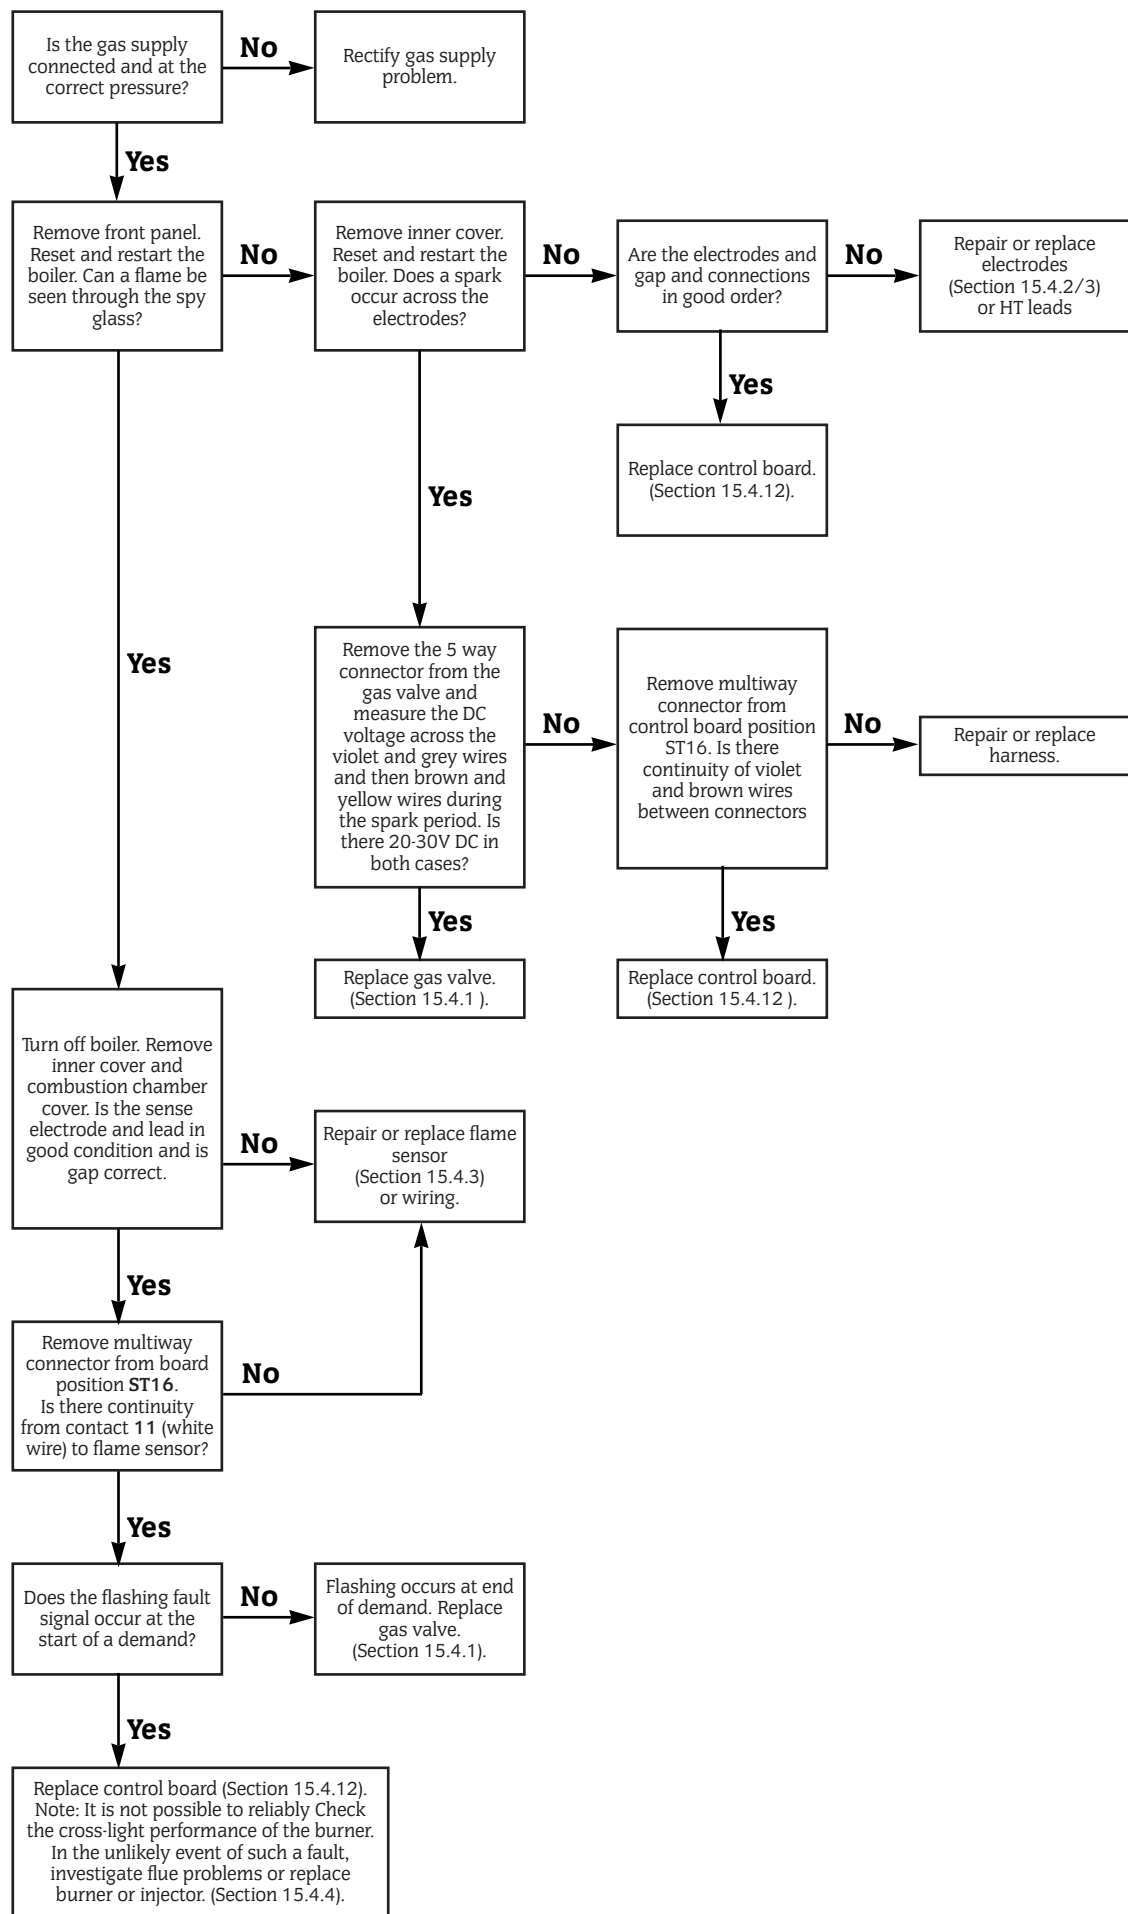 Is the gas supply
connected and at the
correct pressure?
No
Rectify gas supply
problem.
Yes
Remove front panel.
Reset and restart the
boiler. Can a flame be
seen through the spy
glass?
No
Remove inner cover.
Reset and restart the
boiler. Does a spark
occur across the
electrodes?
No
Are the electrodes and
gap and connections
in good order?
No
Repair or replace
electrodes
(Section 15.4.2/3)
or HT leads
Yes
Replace control board.
(Section 15.4.12).
Yes
Yes
Remove the 5 way
connector from the
gas valve and
measure the DC
voltage across the
violet and grey wires
and then brown and
yellow wires during
the spark period. Is
there 20-30V DC in
both cases?
No
Remove multiway
connector from
control board position
ST16. Is there
continuity of violet
and brown wires
between connectors
No
Repair or replace
harness.
Yes
Replace gas valve.
(Section 15.4.1 ).
Yes
Replace control board.
(Section 15.4.12 ).
Turn off boiler. Remove
inner cover and
combustion chamber
cover. Is the sense
electrode and lead in
good condition and is
gap correct.
No
Repair or replace flame
sensor
(Section 15.4.3)
or wiring.
Yes
Remove multiway
connector from board
position ST16.
Is there continuity
from contact 11 (white
wire) to flame sensor?
No
Yes
Does the flashing fault
signal occur at the
start of a demand?
No
Flashing occurs at end
of demand. Replace
gas valve.
(Section 15.4.1).
Yes
Replace control board (Section 15.4.12).
Note: It is not possible to reliably Check
the cross-light performance of the burner.
In the unlikely event of such a fault,
investigate flue problems or replace
burner or injector. (Section 15.4.4).